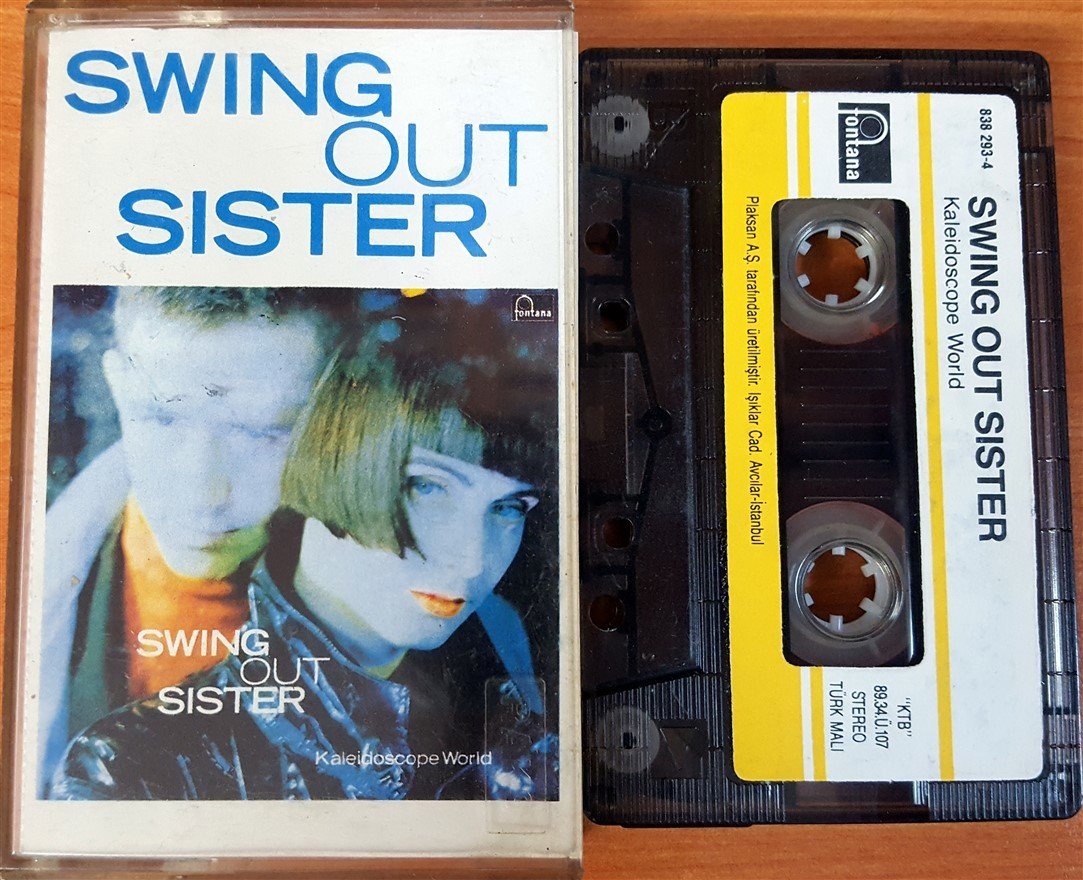 SWING
OUT
SISTER
fontana
SWING
OUT
SISTER
Kaleidoscope World
838 293-4
SWING OUT SISTER
Kaleidoscope World
fontana
Plaksan A.Ş. tarafından üretilmiştir. Işıklar Cad. Avcılar-İstanbul
"KTB"
89.34.Ü.107
STEREO
TÜRK MALI